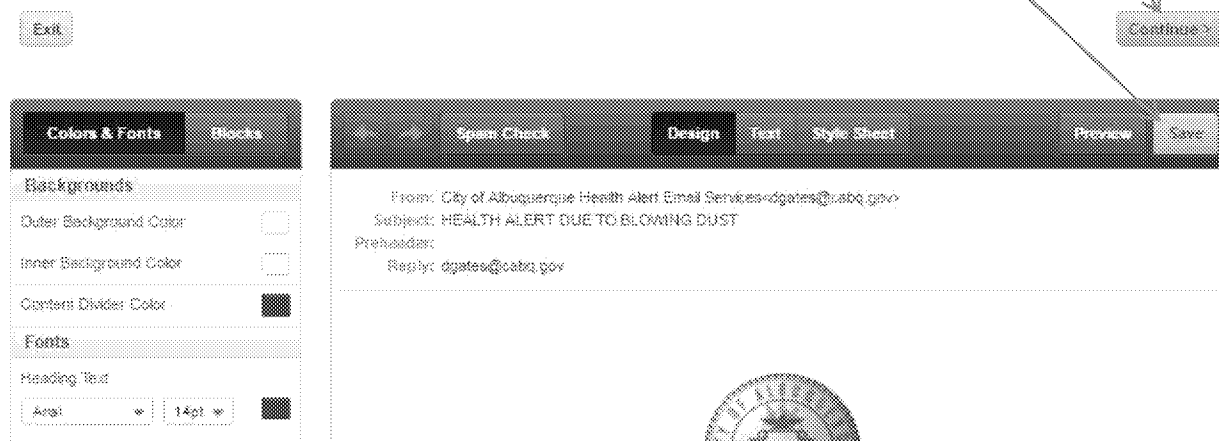 Exit
Continue >
Colors & Fonts
Blocks
Spam Check
Design
Text
Style Sheet
Preview
Save
Backgrounds
Outer Background Color
Inner Background Color
Content Divider Color
Fonts
Heading Text
Arial
14pt
From: City of Albuquerque Health Alert Email Services<dgates@cabq.gov>
Subject: HEALTH ALERT DUE TO BLOWING DUST
Preheader:
Reply: dgates@cabq.gov
OF ALBUQ